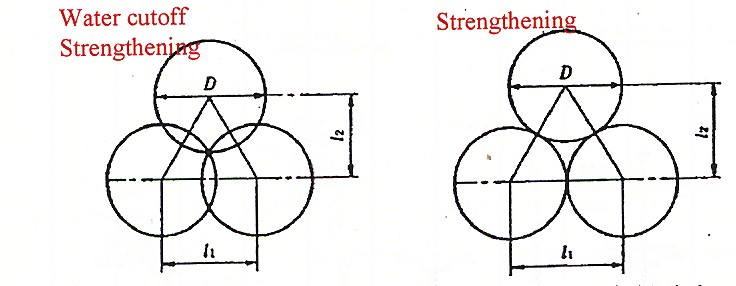 Water cutoff
Strengthening
D
l2
l1
Strengthening
D
l2
l1